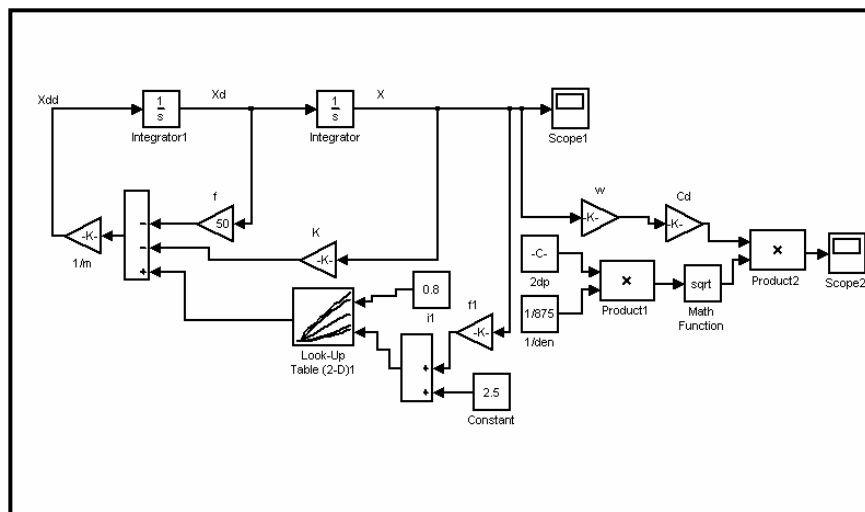 Xdd
1
s
Integrator1
Xd
1
s
Integrator
X
Scope1
f
50
K
-K-
-K-
1/m
w
-K-
Cd
-K-
-C-
2dp
×
Product1
sqrt
Math
Function
×
Product2
Scope2
1/875
1/den
0.8
i1
f1
-K-
Look-Up
Table (2-D)1
2.5
Constant